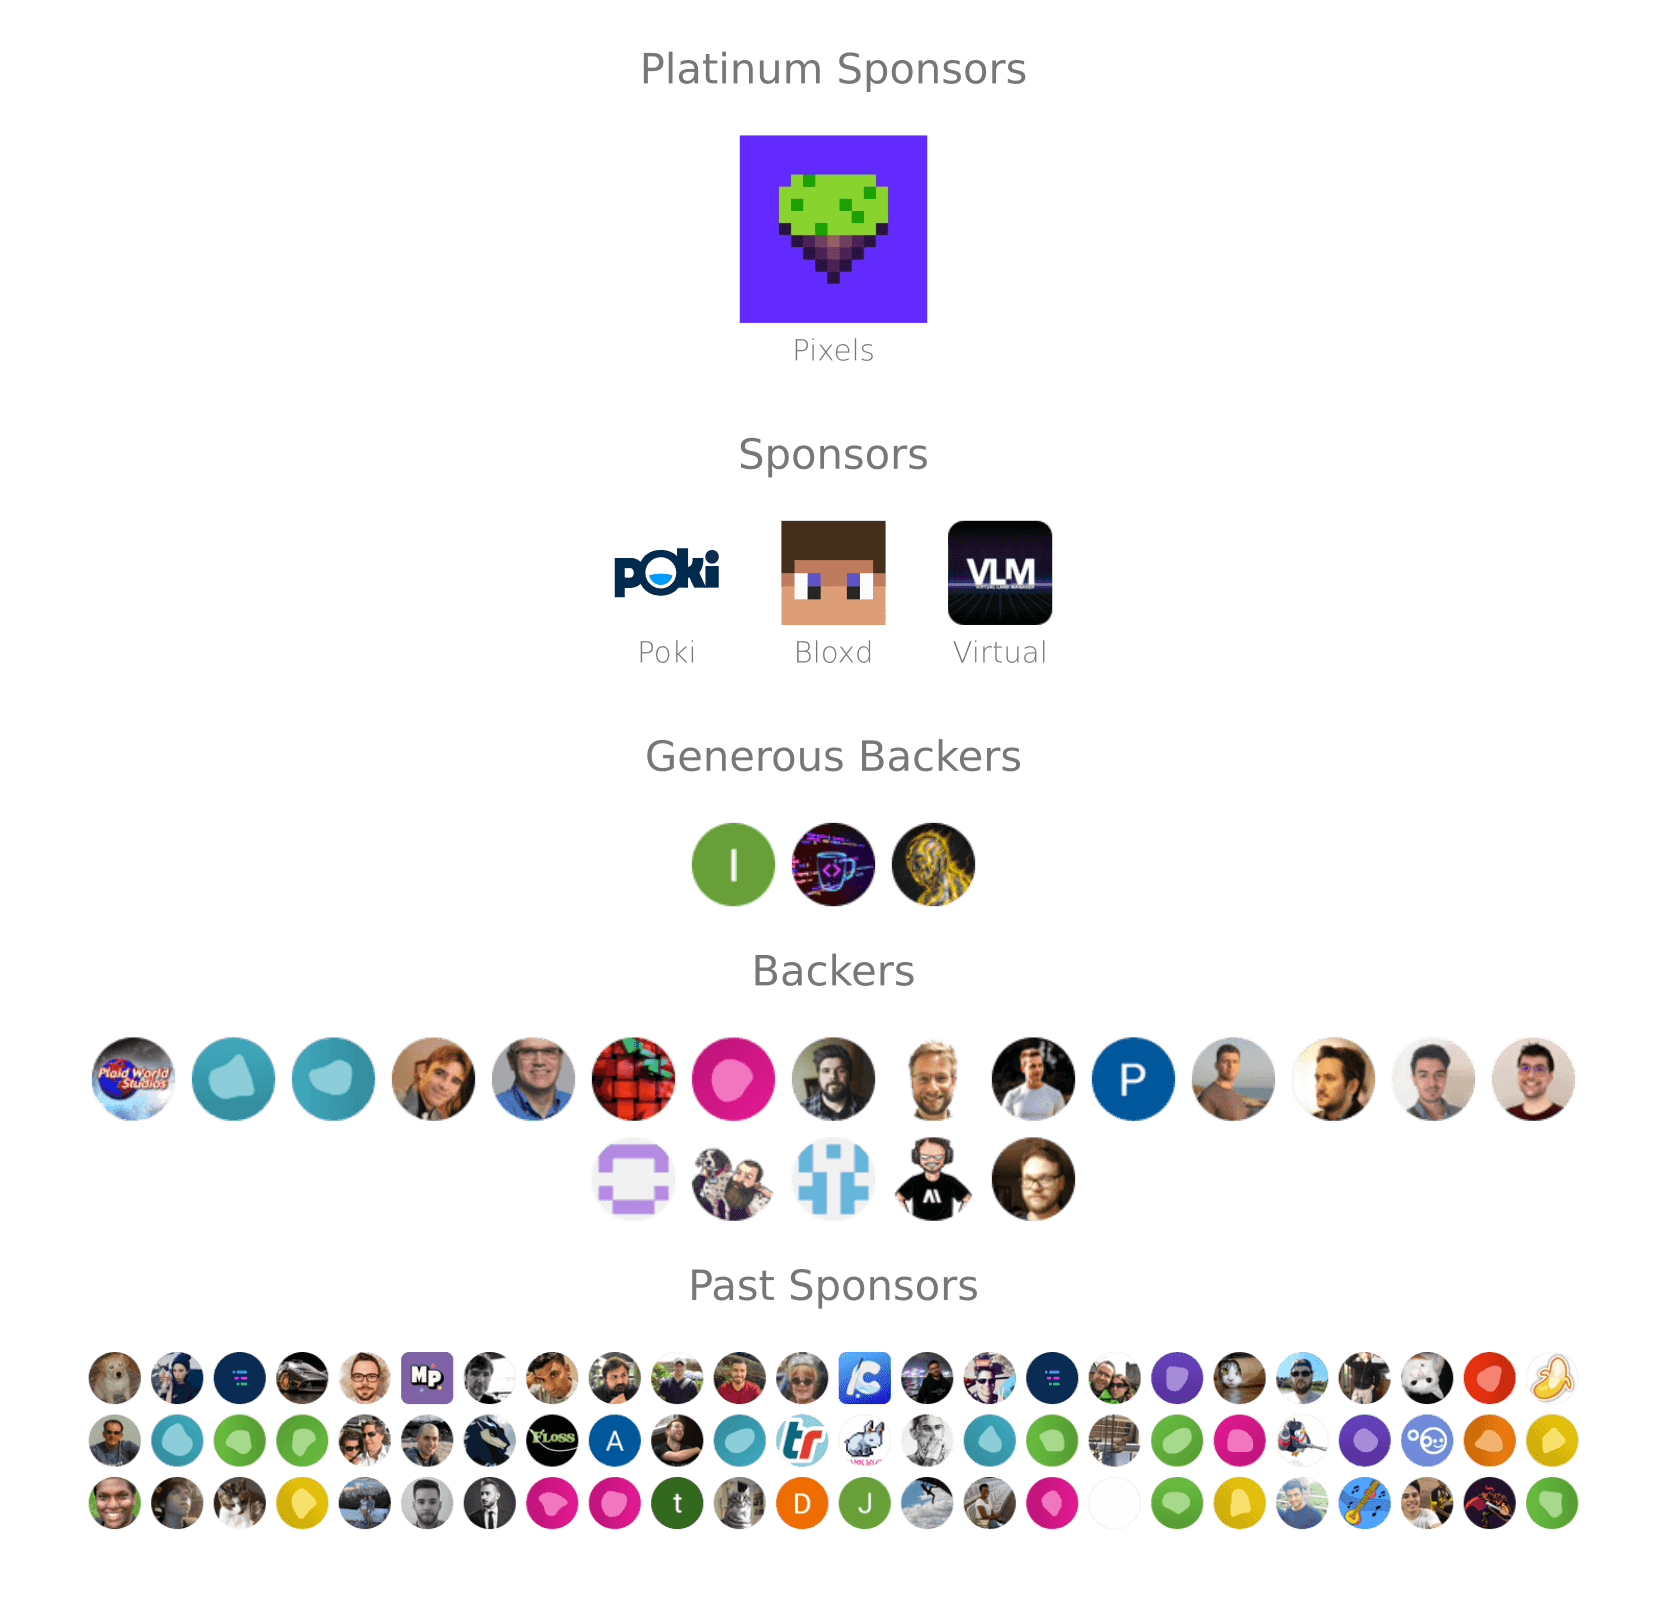 Platinum Sponsors
Pixels
Sponsors
poki
VLM
Poki
Bloxd
Virtual
Generous Backers
I
<>
Backers
Plaid World
Studios
P
Past Sponsors
MP
C
FLOSS
A
tr
t
D
J